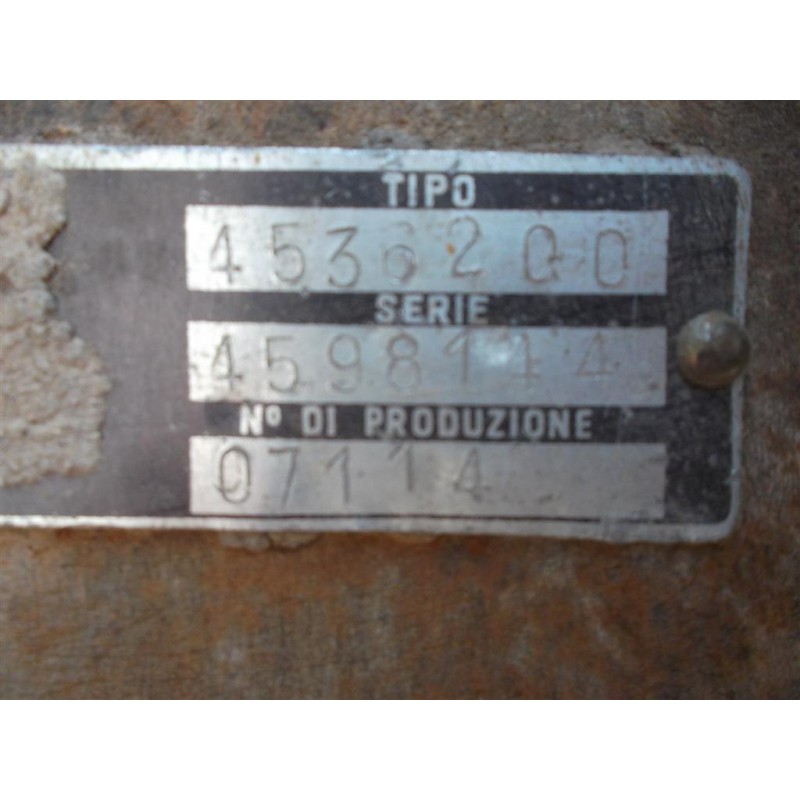 TIPO
4536200
SERIE
4598144
Nº DI PRODUZIONE
07114